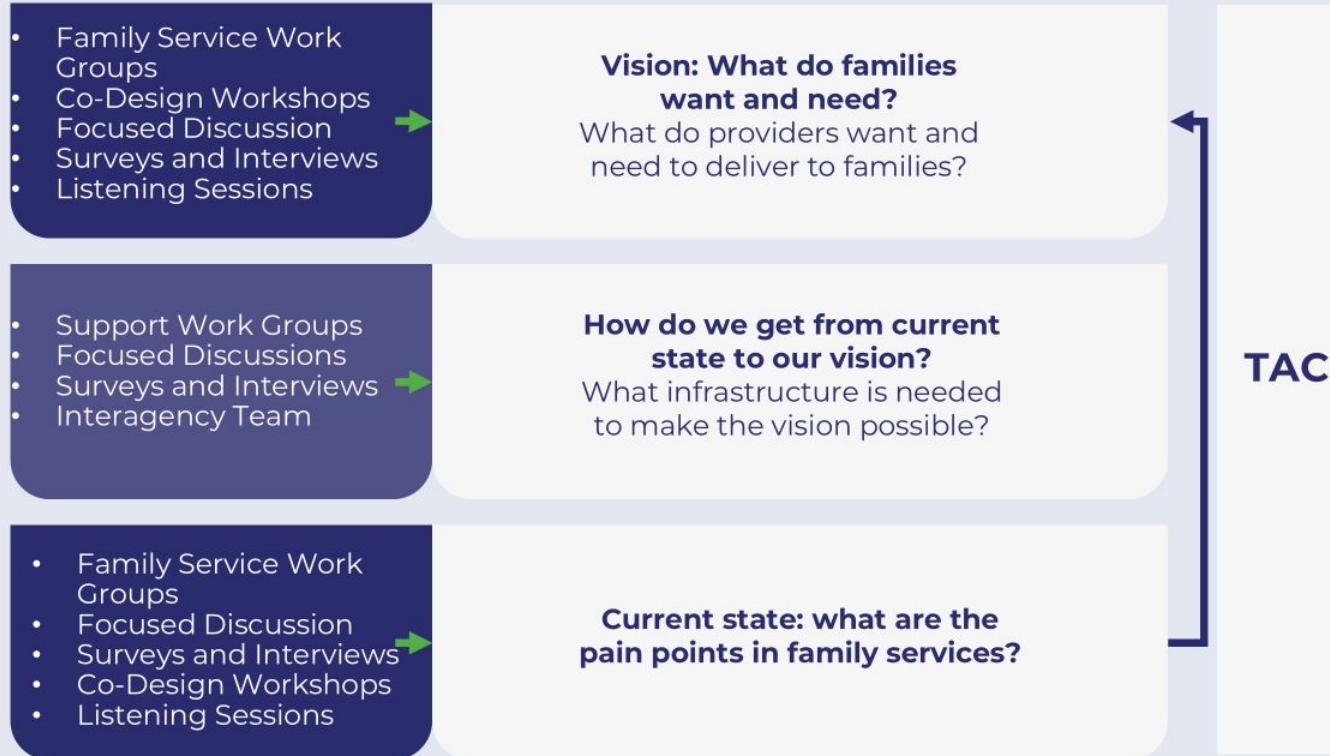 • Family Service Work
Groups
• Co-Design Workshops
• Focused Discussion
• Surveys and Interviews
• Listening Sessions
Vision: What do families
want and need?
What do providers want and
need to deliver to families?
• Support Work Groups
• Focused Discussions
• Surveys and Interviews
• Interagency Team
How do we get from current
state to our vision?
What infrastructure is needed
to make the vision possible?
TAC
• Family Service Work
Groups
• Focused Discussion
• Surveys and Interviews
• Co-Design Workshops
• Listening Sessions
Current state: what are the
pain points in family services?